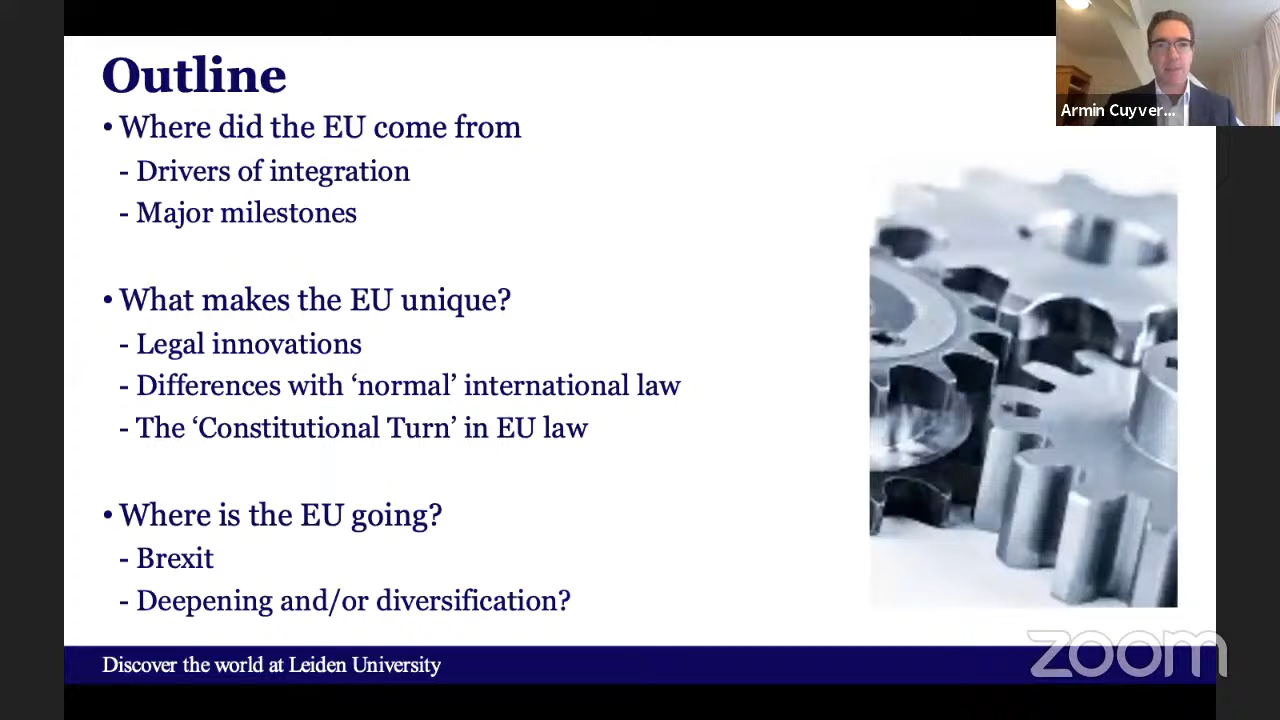 Outline
• Where did the EU come from
- Drivers of integration
- Major milestones
• What makes the EU unique?
- Legal innovations
- Differences with ‘normal’ international law
- The ‘Constitutional Turn’ in EU law
• Where is the EU going?
- Brexit
- Deepening and/or diversification?
Discover the world at Leiden University
Armin Cuyver...
zoom